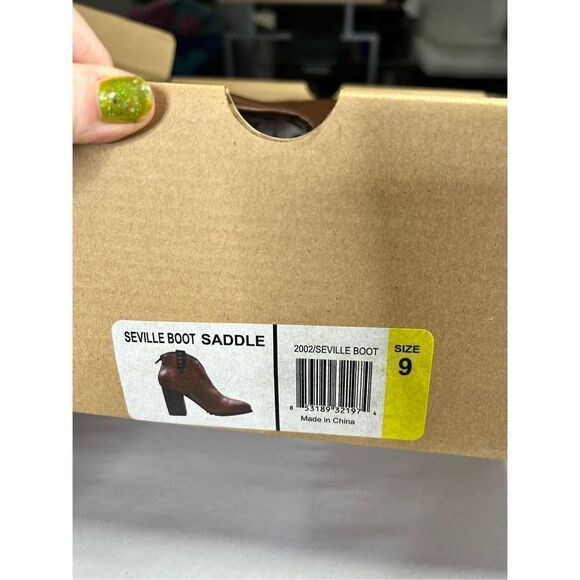 SEVILLE BOOT SADDLE
2002/SEVILLE BOOT
8 53189 32197 4
Made in China
SIZE
9